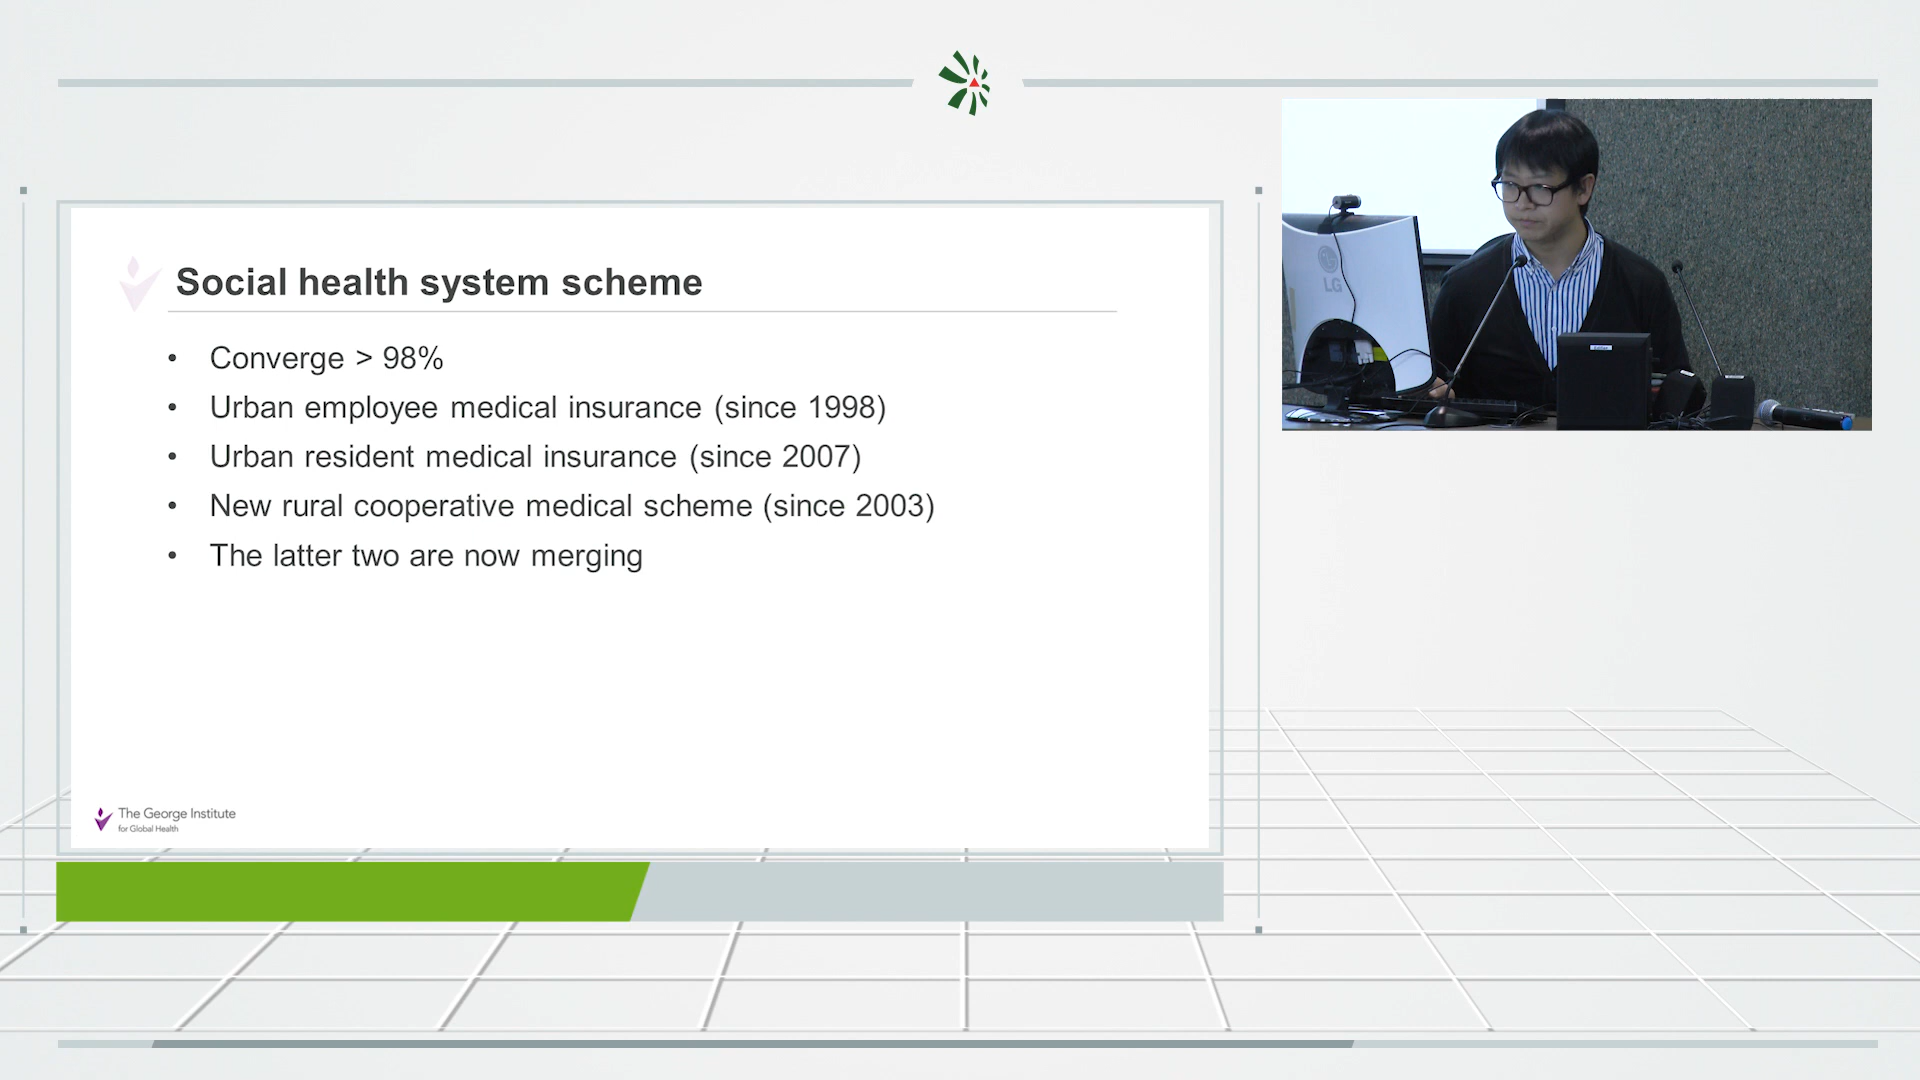 Social health system scheme
• Converge > 98%
• Urban employee medical insurance (since 1998)
• Urban resident medical insurance (since 2007)
• New rural cooperative medical scheme (since 2003)
• The latter two are now merging
The George Institute
for Global Health
LG